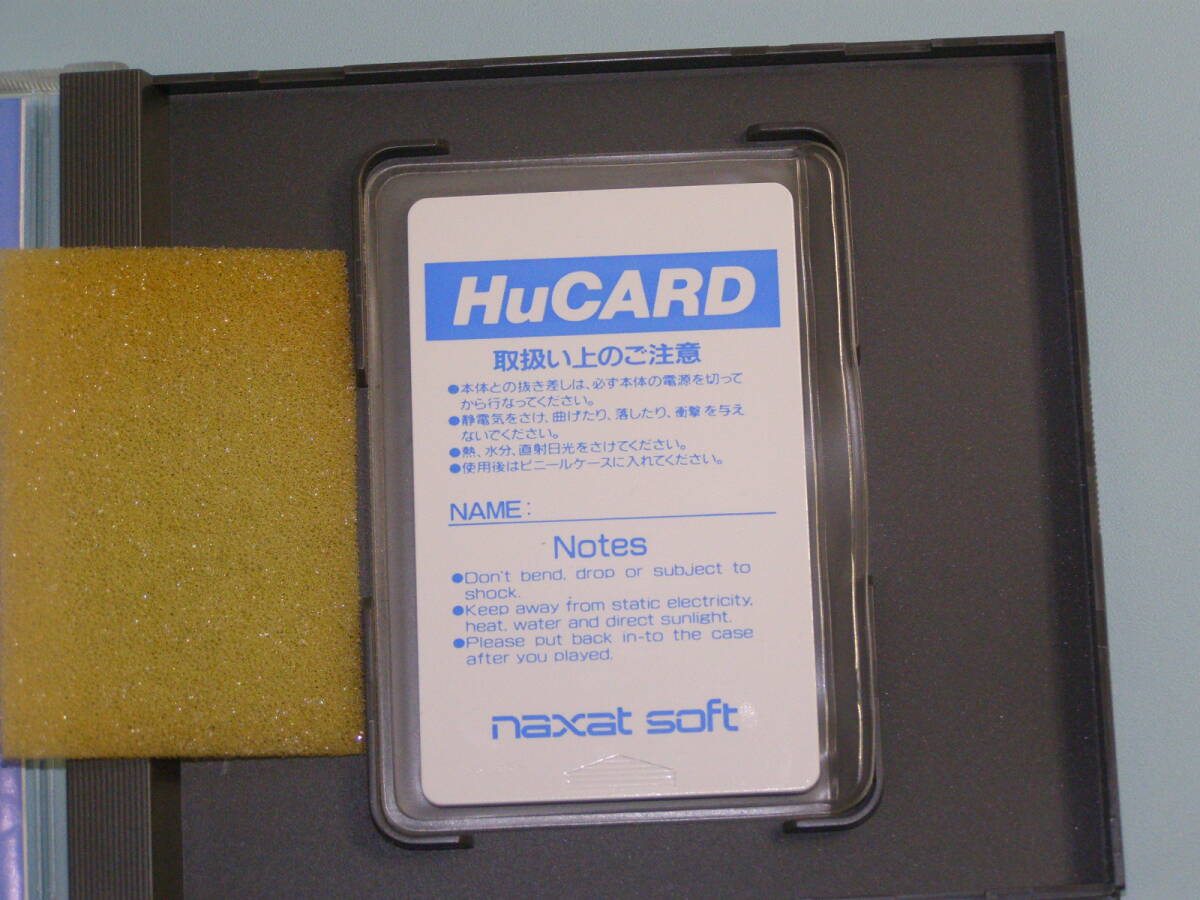 HuCARD
取扱い上のご注意
●本体との抜き差しは、必ず本体の電源を切って
から行なってください。
●静電気をさけ、曲げたり、落したり、衝撃を与え
ないでください。
●熱、水分、直射日光をさけてください。
●使用後はビニールケースに入れてください。
NAME:
Notes
●Don't bend, drop or subject to
shock.
●Keep away from static electricity,
heat, water and direct sunlight.
●Please put back in-to the case
after you played.
naxat soft